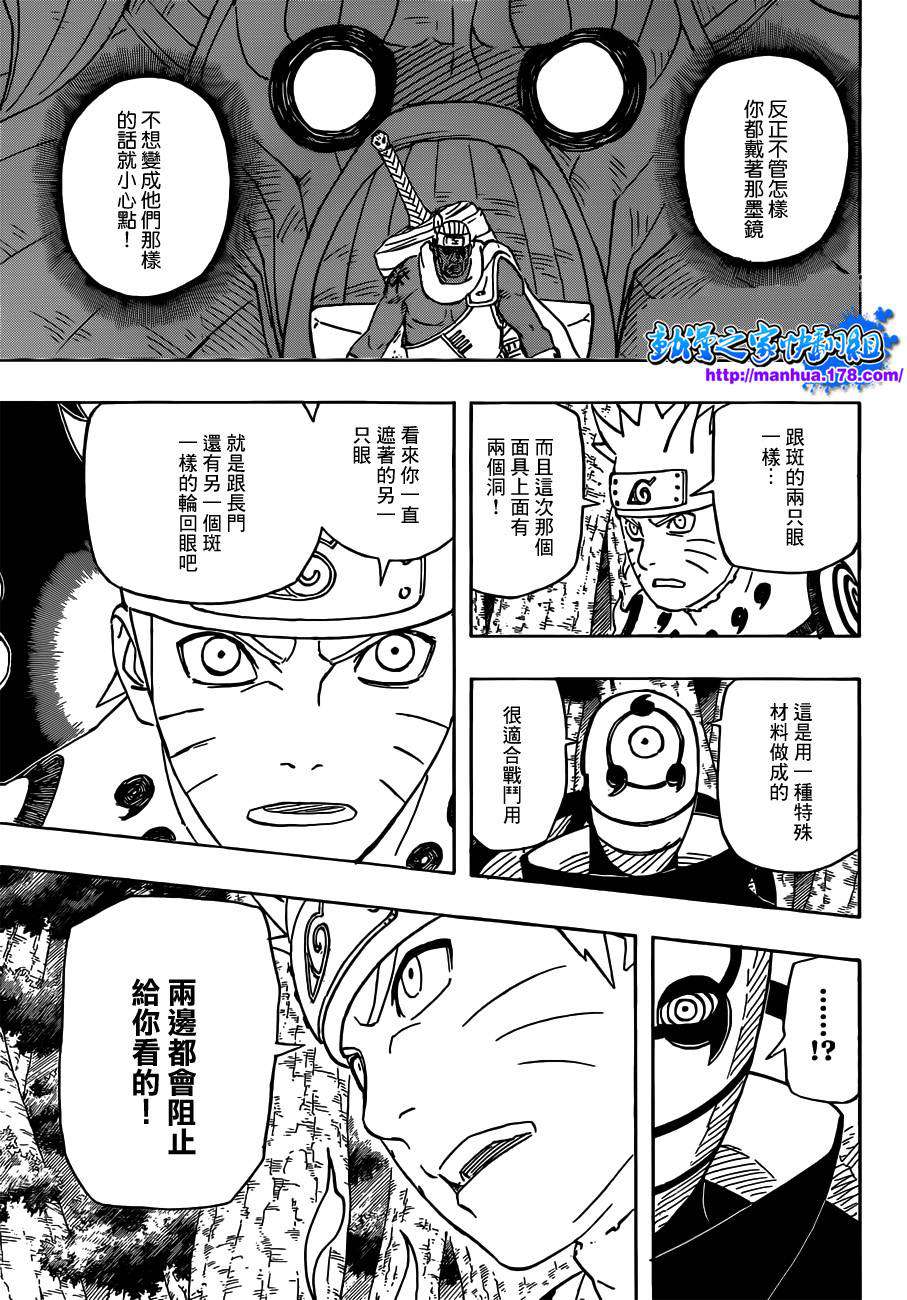 反正不管怎樣
你都戴著那墨鏡
不想變成他們那樣
的話就小心點！
動漫之家快翻組
http://manhua.178.com/
跟斑的兩只眼
一樣…
而且這次那個
面具上面有
兩個洞！
看來你一直
遮著的另一
只眼
就是跟長門
還有另一個斑
一樣的輪回眼吧
這是用一種特殊
材料做成的
很適合戰鬥用
……
……!?
兩邊都會阻止
給你看的！